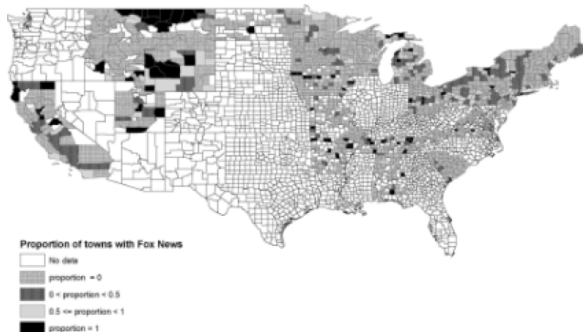 Proportion of towns with Fox News
No data
proportion = 0
0 < proportion < 0.5
0.5 <= proportion < 1
proportion = 1